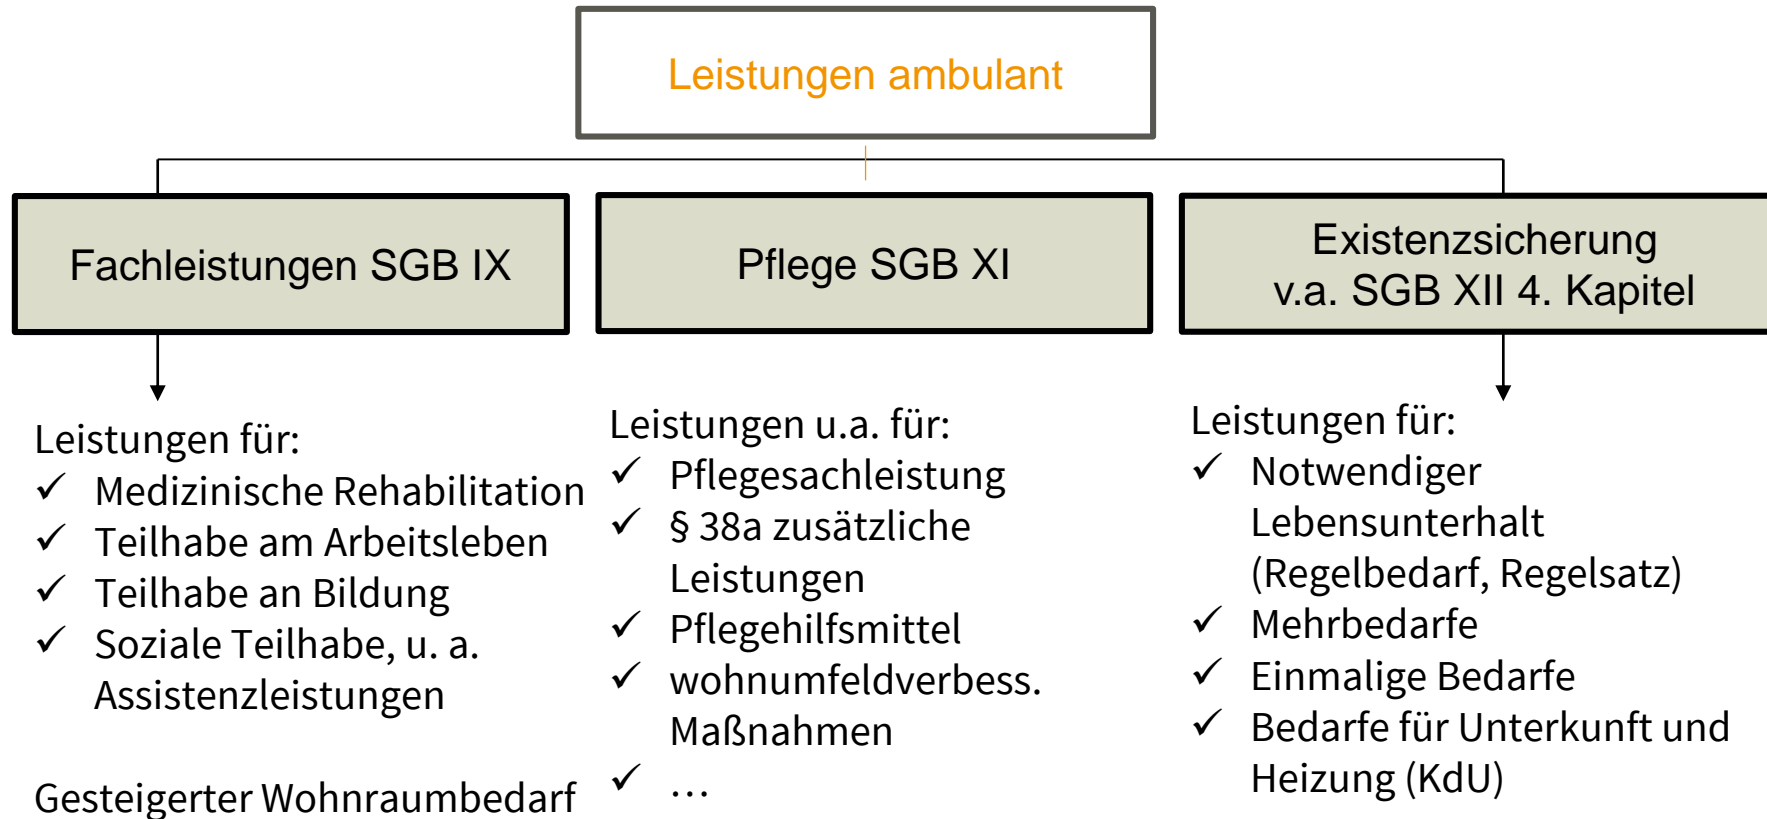 Leistungen ambulant
Fachleistungen SGB IX
Pflege SGB XI
Existenzsicherung
v.a. SGB XII 4. Kapitel
Leistungen für:
✓ Medizinische Rehabilitation
✓ Teilhabe am Arbeitsleben
✓ Teilhabe an Bildung
✓ Soziale Teilhabe, u. a.
Assistenzleistungen
Gesteigerter Wohnraumbedarf
Leistungen u.a. für:
✓ Pflegesachleistung
✓ § 38a zusätzliche
Leistungen
✓ Pflegehilfsmittel
✓ wohnumfeldverbess.
Maßnahmen
✓ …
Leistungen für:
✓ Notwendiger
Lebensunterhalt
(Regelbedarf, Regelsatz)
✓ Mehrbedarfe
✓ Einmalige Bedarfe
✓ Bedarfe für Unterkunft und
Heizung (KdU)